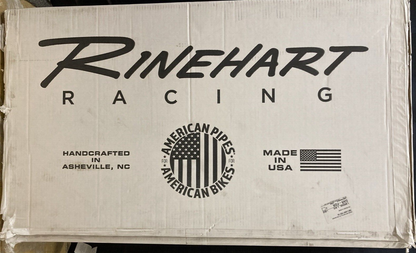 RINEHART
RACING
HANDCRAFTED
IN
ASHEVILLE, NC
AMERICAN PIPES
AMERICAN BIKES
MADE
IN
USA